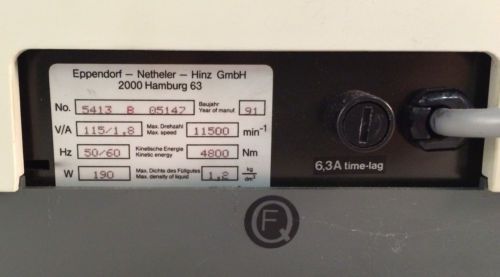 Eppendorf – Netheler – Hinz GmbH
2000 Hamburg 63
No. 5413 B 05147 Baujahr Year of manuf. 91
V/A 115/1,8 Max. Drehzahl Max. speed 11500 min⁻¹
Hz 50/60 Kinetische Energie Kinetic energy 4800 Nm
W 190 Max. Dichte des Füllgutes Max. density of liquid 1,2 kg/dm³
6,3A time-lag
FQ